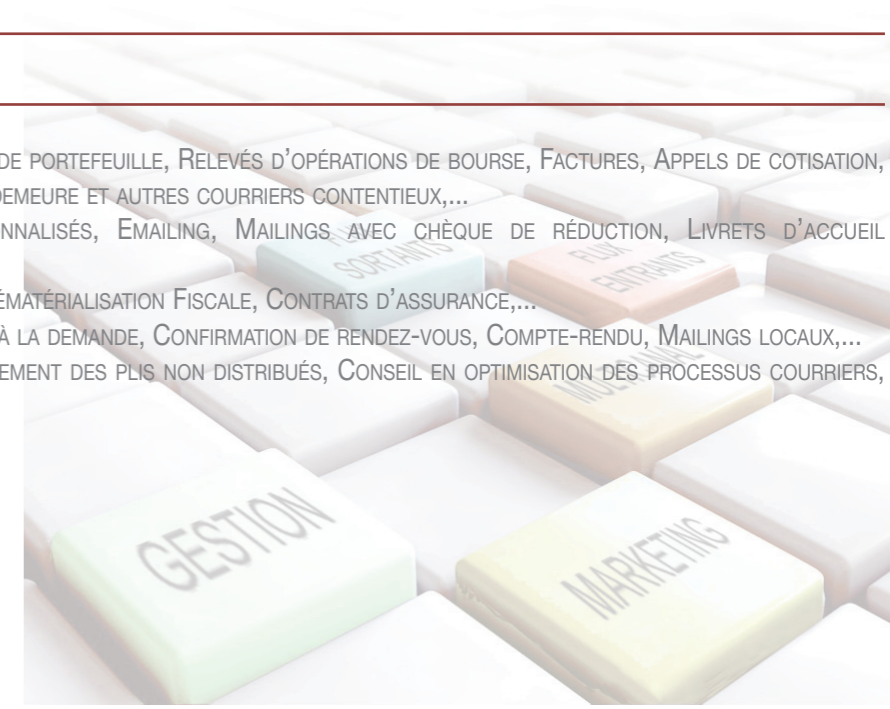 DE PORTEFEUILLE, RELEVÉS D'OPÉRATIONS DE BOURSE, FACTURES, APPELS DE COTISATION,
DEMEURE ET AUTRES COURRIERS CONTENTIEUX,...
NNALISÉS, EMAILING, MAILINGS AVEC CHÈQUE DE RÉDUCTION, LIVRETS D'ACCUEIL
ÉMATÉRIALISATION FISCALE, CONTRATS D'ASSURANCE,...
À LA DEMANDE, CONFIRMATION DE RENDEZ-VOUS, COMPTE-RENDU, MAILINGS LOCAUX,...
EMENT DES PLIS NON DISTRIBUÉS, CONSEIL EN OPTIMISATION DES PROCESSUS COURRIERS,
SORTANTS
FLUX
ENTRANTS
MULTICANAL
GESTION
MARKETING